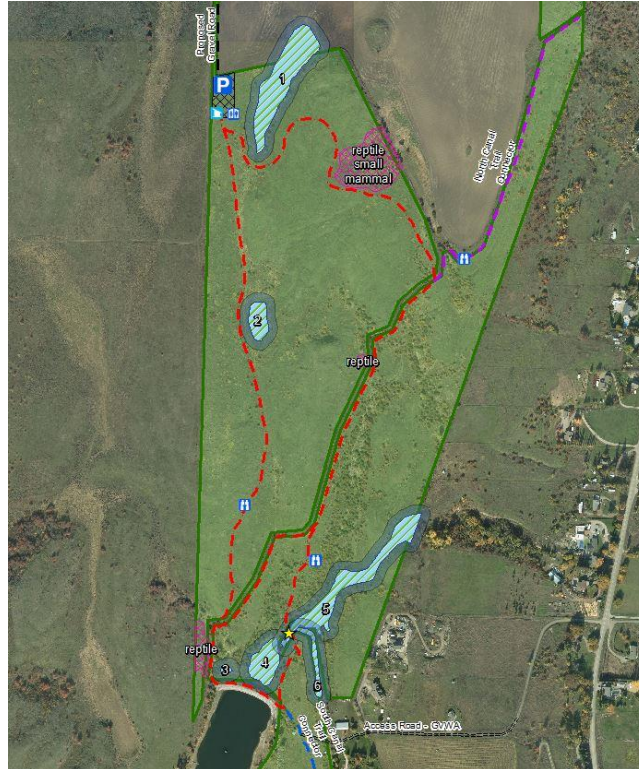 Proposed
Gravel Road
P
1
reptile
small
mammal
North Canal
Trail
Connector
2
reptile
5
reptile
3
4
6
South Canal
Trail
Connector
Access Road - GVWA